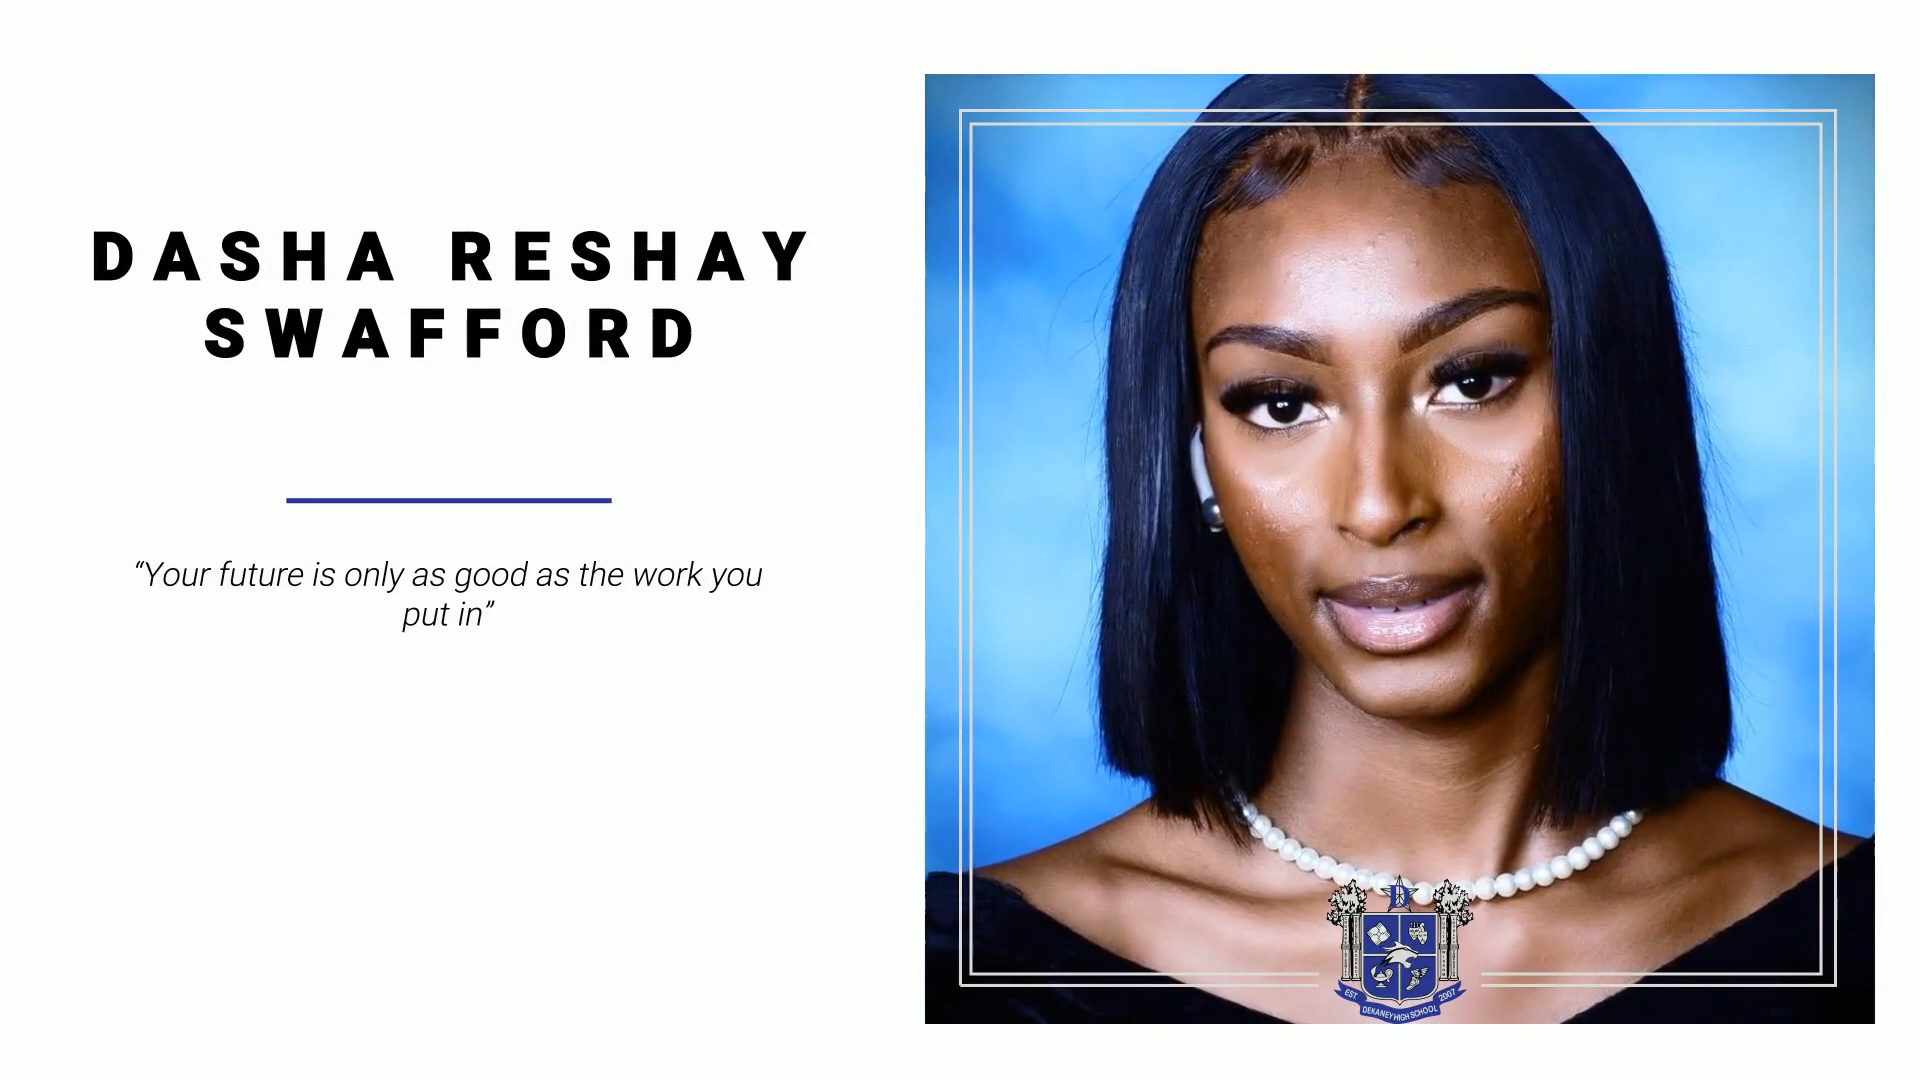 DASHA RESHAY
SWAFFORD
“Your future is only as good as the work you
put in”
D
EST. 2007
DEKANEY HIGH SCHOOL